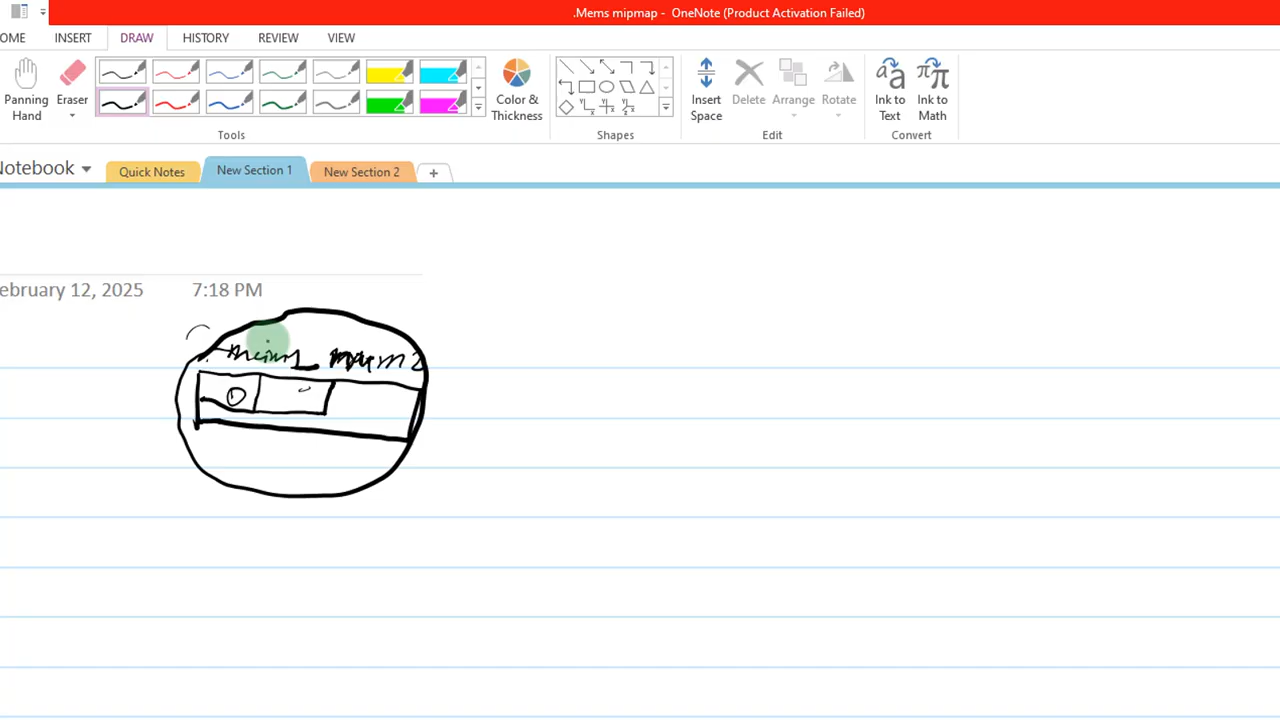 .Mems mipmap - OneNote (Product Activation Failed)
OME INSERT DRAW HISTORY REVIEW VIEW
Panning Hand
Eraser
Color & Thickness
Insert Space
Delete
Arrange
Rotate
Ink to Text
Ink to Math
Tools
Shapes
Edit
Convert
Notebook
Quick Notes
New Section 1
New Section 2
+
ebruary 12, 2025 7:18 PM